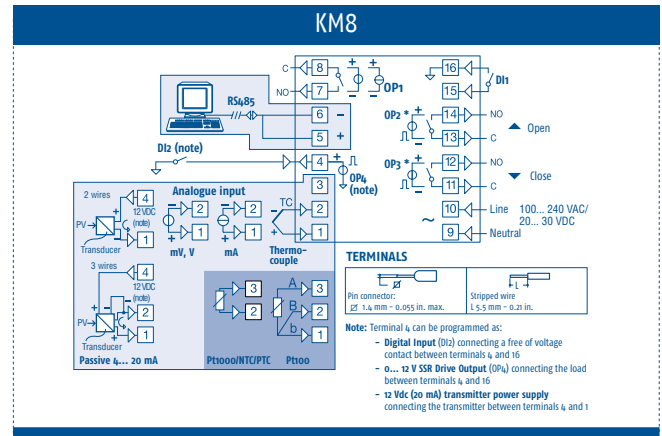 KM8
C
8
+
+
16
NO
7
–
–
OP1
15
DI1
RS485
6
–
OP2 *
+
14
NO
5
+
–
13
C
Open
DI2 (note)
4
+
OP3 *
+
12
NO
–
OP4
(note)
–
11
C
Close
3
Analogue input
2 wires
4
12 VDC
(note)
–
2
–
2
TC
–
2
~
10
Line
100... 240 VAC/
20... 30 VDC
PV
+
–
1
+
1
+
1
+
1
9
Neutral
Transducer
mV, V
mA
Thermo-
couple
3 wires
4
12 VDC
(note)
–
+
2
PV
+
–
1
Transducer
Passive 4... 20 mA
3
2
Pt1000/NTC/PTC
A
3
B
2
b
1
Pt100
TERMINALS
Pin connector:
1.4 mm - 0.055 in. max.
L
Stripped wire
L 5.5 mm - 0.21 in.
Note: Terminal 4 can be programmed as:
- Digital Input (DI2) connecting a free of voltage
contact between terminals 4 and 16
- 0... 12 V SSR Drive Output (OP4) connecting the load
between terminals 4 and 16
- 12 Vdc (20 mA) transmitter power supply
connecting the transmitter between terminals 4 and 1